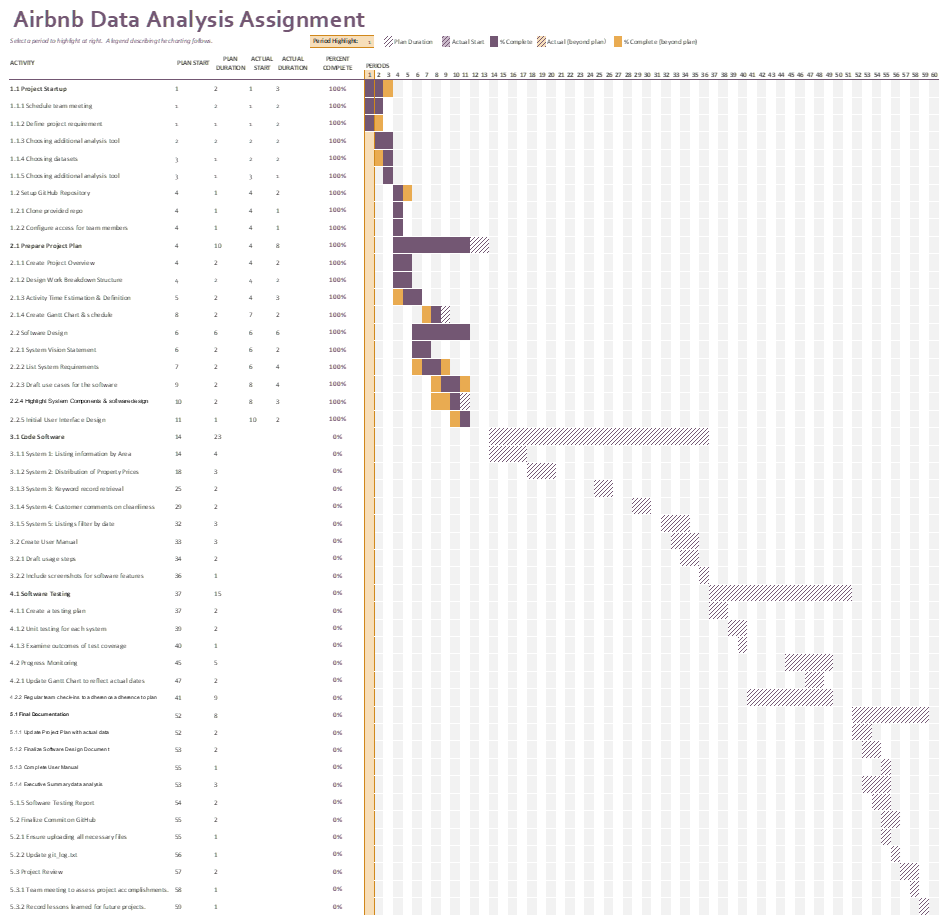 Airbnb Data Analysis Assignment
Select a period to highlight at right. A legend describing the charting follows.
Period Highlight: 1 Plan Duration Actual Start % Complete Actual (beyond plan) % Complete (beyond plan)
ACTIVITY PLAN START PLAN DURATION ACTUAL START ACTUAL DURATION PERCENT COMPLETE PERIODS
1 2 3 4 5 6 7 8 9 10 11 12 13 14 15 16 17 18 19 20 21 22 23 24 25 26 27 28 29 30 31 32 33 34 35 36 37 38 39 40 41 42 43 44 45 46 47 48 49 50 51 52 53 54 55 56 57 58 59 60
1.1 Project Startup 1 2 1 3 100%
1.1.1 Schedule team meeting 1 2 1 2 100%
1.1.2 Define project requirement 1 1 1 2 100%
1.1.3 Choosing additional analysis tool 2 2 2 2 100%
1.1.4 Choosing datasets 3 1 2 2 100%
1.1.5 Choosing additional analysis tool 3 1 3 1 100%
1.2 Setup GitHub Repository 4 1 4 2 100%
1.2.1 Clone provided repo 4 1 4 1 100%
1.2.2 Configure access for team members 4 1 4 1 100%
2.1 Prepare Project Plan 4 10 4 8 100%
2.1.1 Create Project Overview 4 2 4 2 100%
2.1.2 Design Work Breakdown Structure 4 2 4 2 100%
2.1.3 Activity Time Estimation & Definition 5 2 4 3 100%
2.1.4 Create Gantt Chart & schedule 8 2 7 2 100%
2.2 Software Design 6 6 6 6 100%
2.2.1 System Vision Statement 6 2 6 2 100%
2.2.2 List System Requirements 7 2 6 4 100%
2.2.3 Draft use cases for the software 9 2 8 4 100%
2.2.4 Highlight System Components & software design 10 2 8 3 100%
2.2.5 Initial User Interface Design 11 1 10 2 100%
3.1 Code Software 14 23 0%
3.1.1 System 1: Listing information by Area 14 4 0%
3.1.2 System 2: Distribution of Property Prices 18 3 0%
3.1.3 System 3: Keyword record retrieval 25 2 0%
3.1.4 System 4: Customer comments on cleanliness 29 2 0%
3.1.5 System 5: Listings filter by date 32 3 0%
3.2 Create User Manual 33 3 0%
3.2.1 Draft usage steps 34 2 0%
3.2.2 Include screenshots for software features 36 1 0%
4.1 Software Testing 37 15 0%
4.1.1 Create a testing plan 37 2 0%
4.1.2 Unit testing for each system 39 2 0%
4.1.3 Examine outcomes of test coverage 40 1 0%
4.2 Progress Monitoring 45 5 0%
4.2.1 Update Gantt Chart to reflect actual dates 47 2 0%
4.2.2 Regular team check-ins to adherence adherence to plan 41 9 0%
5.1 Final Documentation 52 8 0%
5.1.1 Update Project Plan with actual data 52 2 0%
5.1.2 Finalize Software Design Document 53 2 0%
5.1.3 Complete User Manual 55 1 0%
5.1.4 Executive Summary data analysis 53 3 0%
5.1.5 Software Testing Report 54 2 0%
5.2 Finalize Commit on GitHub 55 2 0%
5.2.1 Ensure uploading all necessary files 55 1 0%
5.2.2 Update git_log.txt 56 1 0%
5.3 Project Review 57 2 0%
5.3.1 Team meeting to assess project accomplishments. 58 1 0%
5.3.2 Record lessons learned for future projects. 59 1 0%